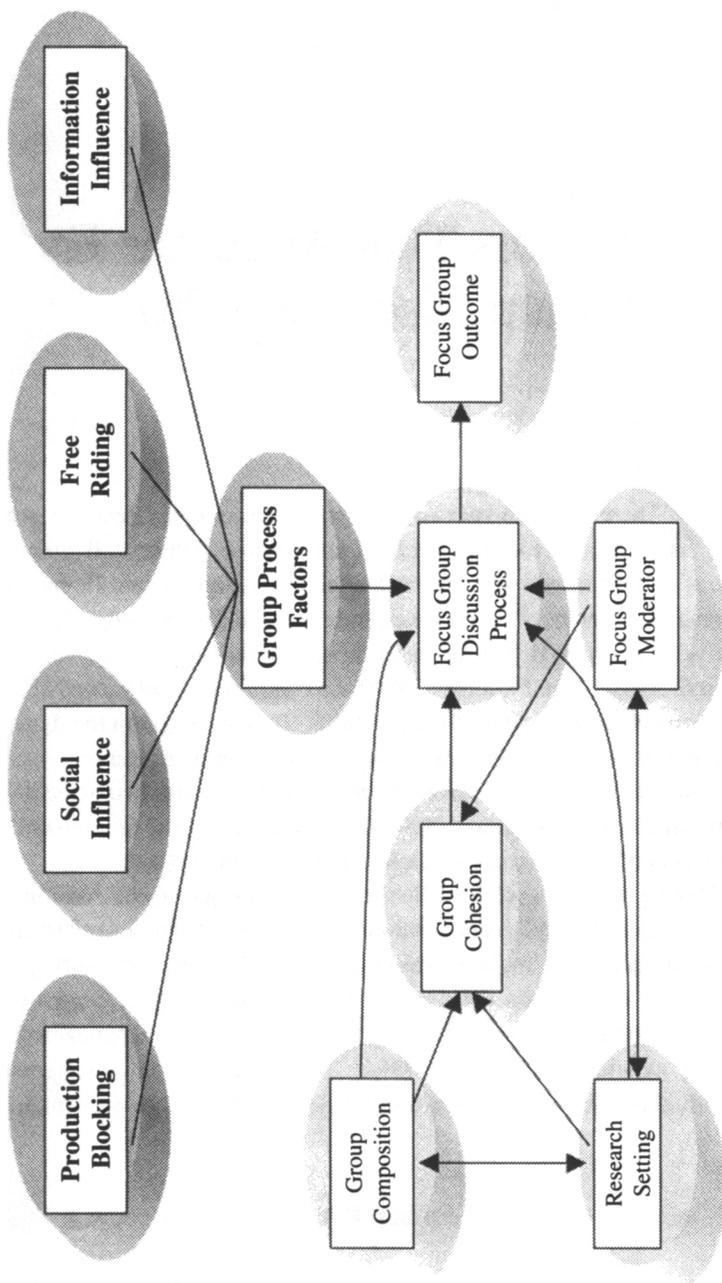 Production
Blocking
Social
Influence
Free
Riding
Information
Influence
Group Process
Factors
Group
Composition
Group
Cohesion
Focus Group
Discussion
Process
Focus Group
Outcome
Research
Setting
Focus Group
Moderator